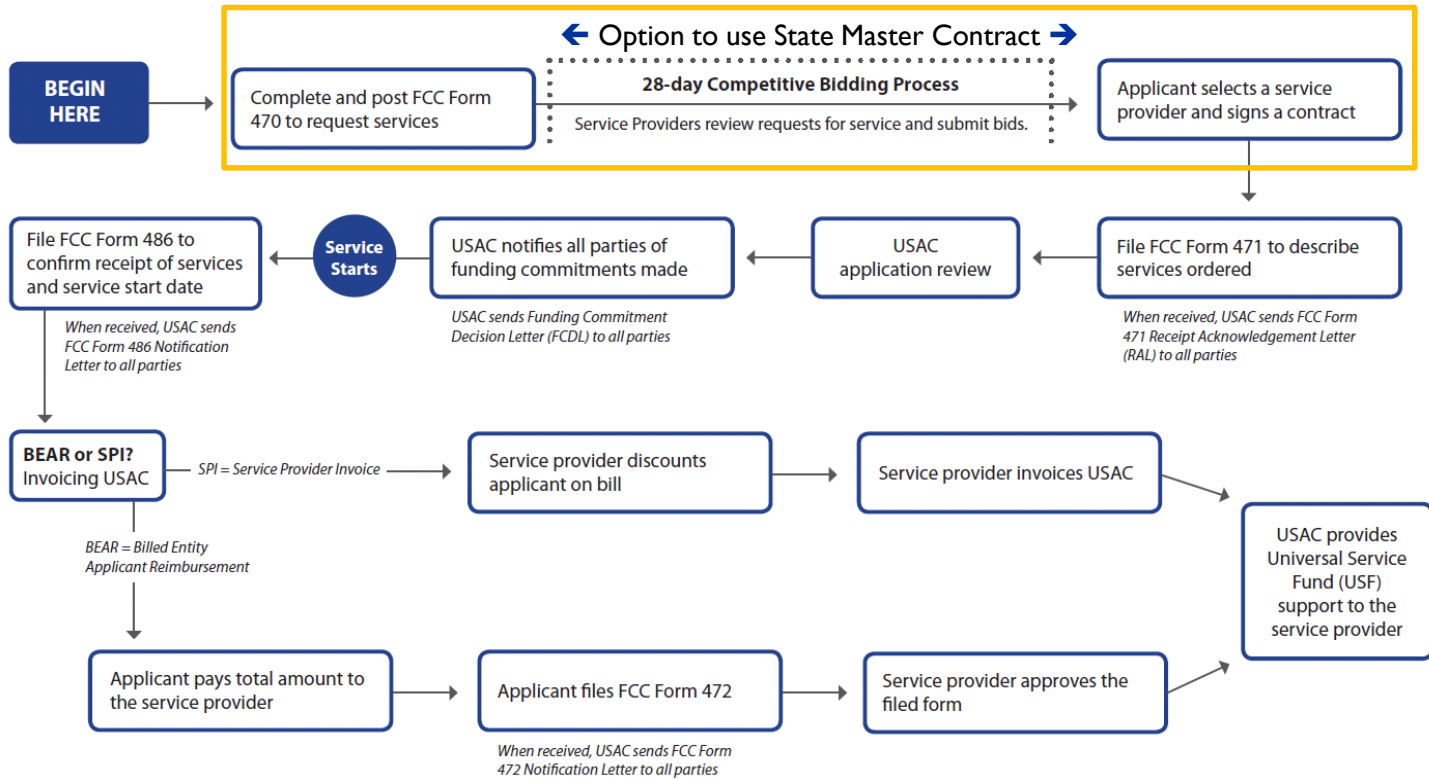 ← Option to use State Master Contract →
BEGIN
HERE
Complete and post FCC Form
470 to request services
28-day Competitive Bidding Process
Service Providers review requests for service and submit bids.
Applicant selects a service
provider and signs a contract
File FCC Form 471 to describe
services ordered
When received, USAC sends FCC Form
471 Receipt Acknowledgement Letter
(RAL) to all parties
USAC
application review
USAC notifies all parties of
funding commitments made
USAC sends Funding Commitment
Decision Letter (FCDL) to all parties
Service
Starts
File FCC Form 486 to
confirm receipt of services
and service start date
When received, USAC sends
FCC Form 486 Notification
Letter to all parties
BEAR or SPI?
Invoicing USAC
SPI = Service Provider Invoice
Service provider discounts
applicant on bill
Service provider invoices USAC
BEAR = Billed Entity
Applicant Reimbursement
Applicant pays total amount to
the service provider
Applicant files FCC Form 472
When received, USAC sends FCC Form
472 Notification Letter to all parties
Service provider approves the
filed form
USAC provides
Universal Service
Fund (USF)
support to the
service provider